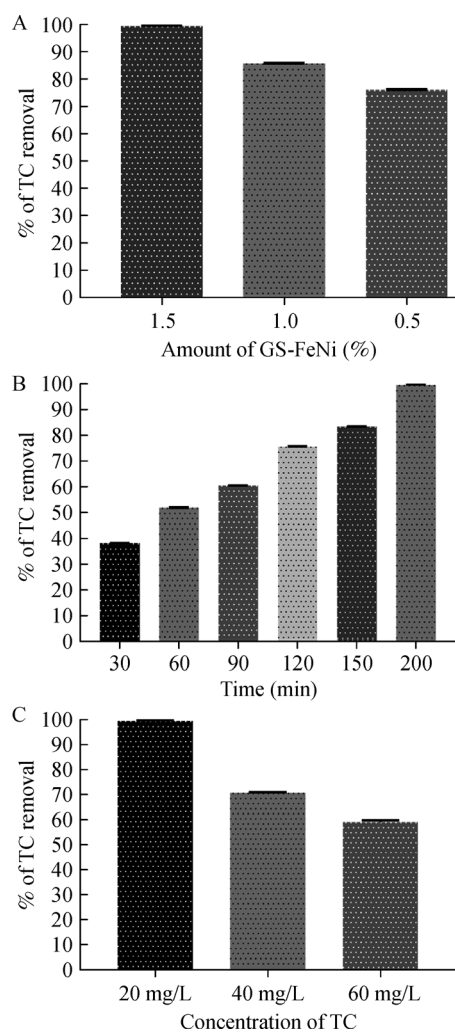 A
% of TC removal
100
90
80
70
60
50
40
30
20
10
0
1.5 1.0 0.5
Amount of GS-FeNi (%)
B
% of TC removal
100
90
80
70
60
50
40
30
20
10
0
30 60 90 120 150 200
Time (min)
C
% of TC removal
100
90
80
70
60
50
40
30
20
10
0
20 mg/L 40 mg/L 60 mg/L
Concentration of TC